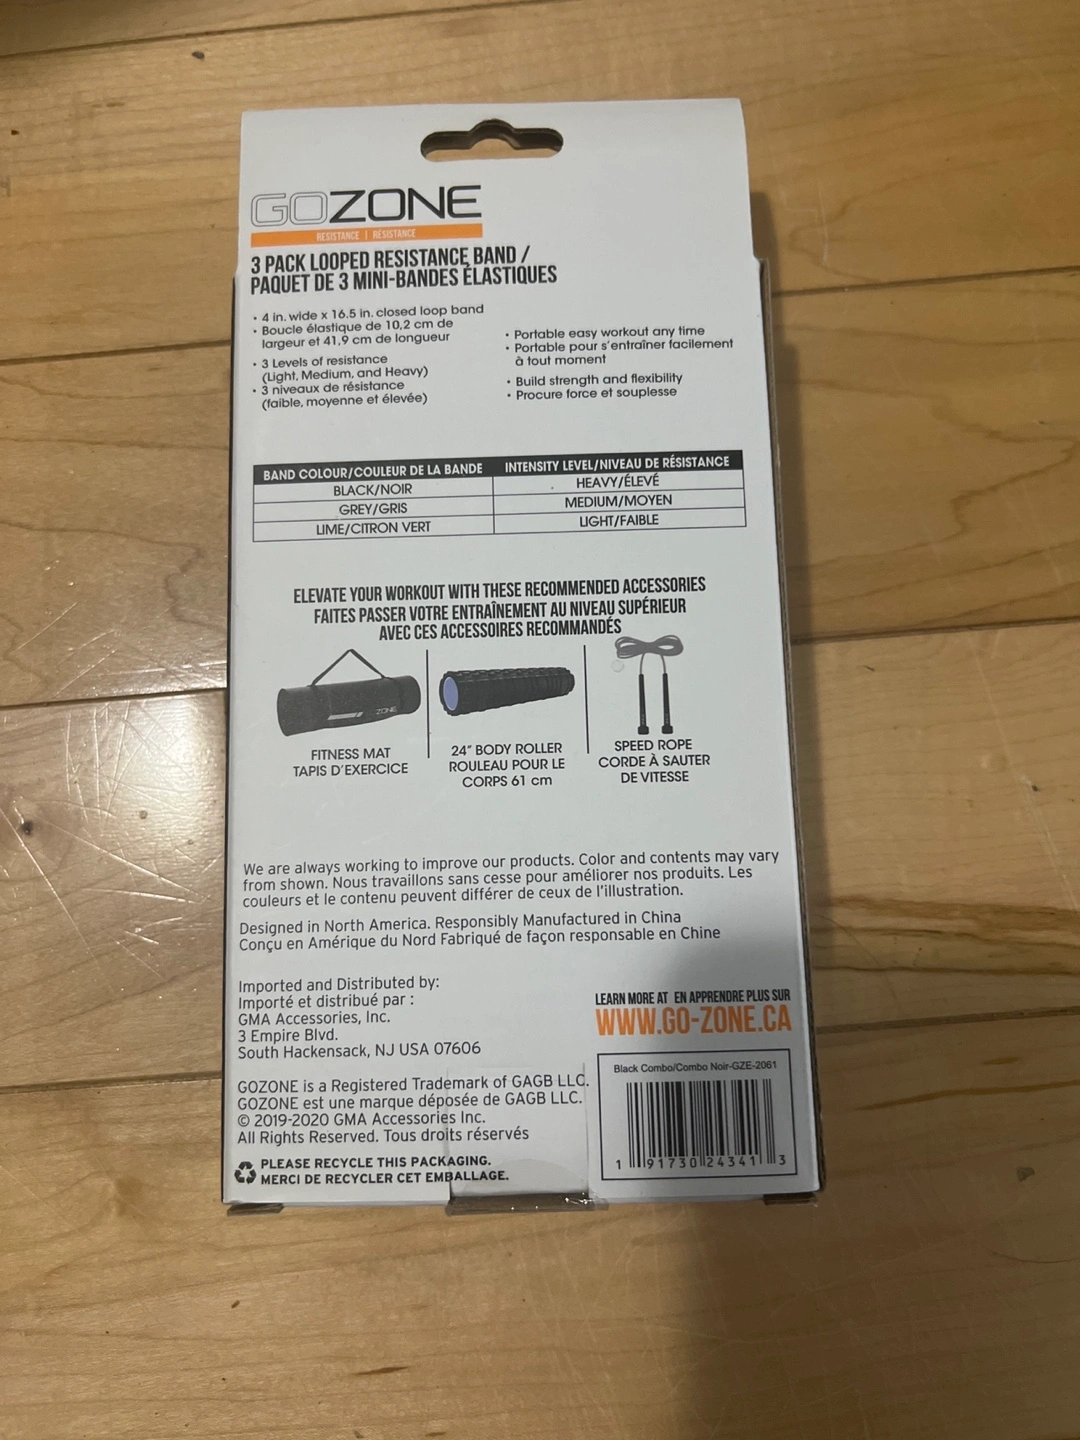 GOZONE
RESISTANCE | RÉSISTANCE
3 PACK LOOPED RESISTANCE BAND /
PAQUET DE 3 MINI-BANDES ÉLASTIQUES
• 4 in. wide x 16.5 in. closed loop band
• Boucle élastique de 10,2 cm de
largeur et 41,9 cm de longueur
• 3 Levels of resistance
(Light, Medium, and Heavy)
• 3 niveaux de résistance
(faible, moyenne et élevée)
• Portable easy workout any time
• Portable pour s'entraîner facilement
à tout moment
• Build strength and flexibility
• Procure force et souplesse
BAND COLOUR/COULEUR DE LA BANDE INTENSITY LEVEL/NIVEAU DE RÉSISTANCE
BLACK/NOIR HEAVY/ÉLEVÉ
GREY/GRIS MEDIUM/MOYEN
LIME/CITRON VERT LIGHT/FAIBLE
ELEVATE YOUR WORKOUT WITH THESE RECOMMENDED ACCESSORIES
FAITES PASSER VOTRE ENTRAÎNEMENT AU NIVEAU SUPÉRIEUR
AVEC CES ACCESSOIRES RECOMMANDÉS
ZONE
FITNESS MAT
TAPIS D'EXERCICE
24" BODY ROLLER
ROULEAU POUR LE
CORPS 61 cm
SPEED ROPE
CORDE À SAUTER
DE VITESSE
We are always working to improve our products. Color and contents may vary
from shown. Nous travaillons sans cesse pour améliorer nos produits. Les
couleurs et le contenu peuvent différer de ceux de l'illustration.
Designed in North America. Responsibly Manufactured in China
Conçu en Amérique du Nord Fabriqué de façon responsable en Chine
Imported and Distributed by:
Importé et distribué par :
GMA Accessories, Inc.
3 Empire Blvd.
South Hackensack, NJ USA 07606
LEARN MORE AT EN APPRENDRE PLUS SUR
WWW.GO-ZONE.CA
GOZONE is a Registered Trademark of GAGB LLC.
GOZONE est une marque déposée de GAGB LLC.
© 2019-2020 GMA Accessories Inc.
All Rights Reserved. Tous droits réservés
PLEASE RECYCLE THIS PACKAGING.
MERCI DE RECYCLER CET EMBALLAGE.
Black Combo/Combo Noir-GZE-2061
1 91730 24341 3